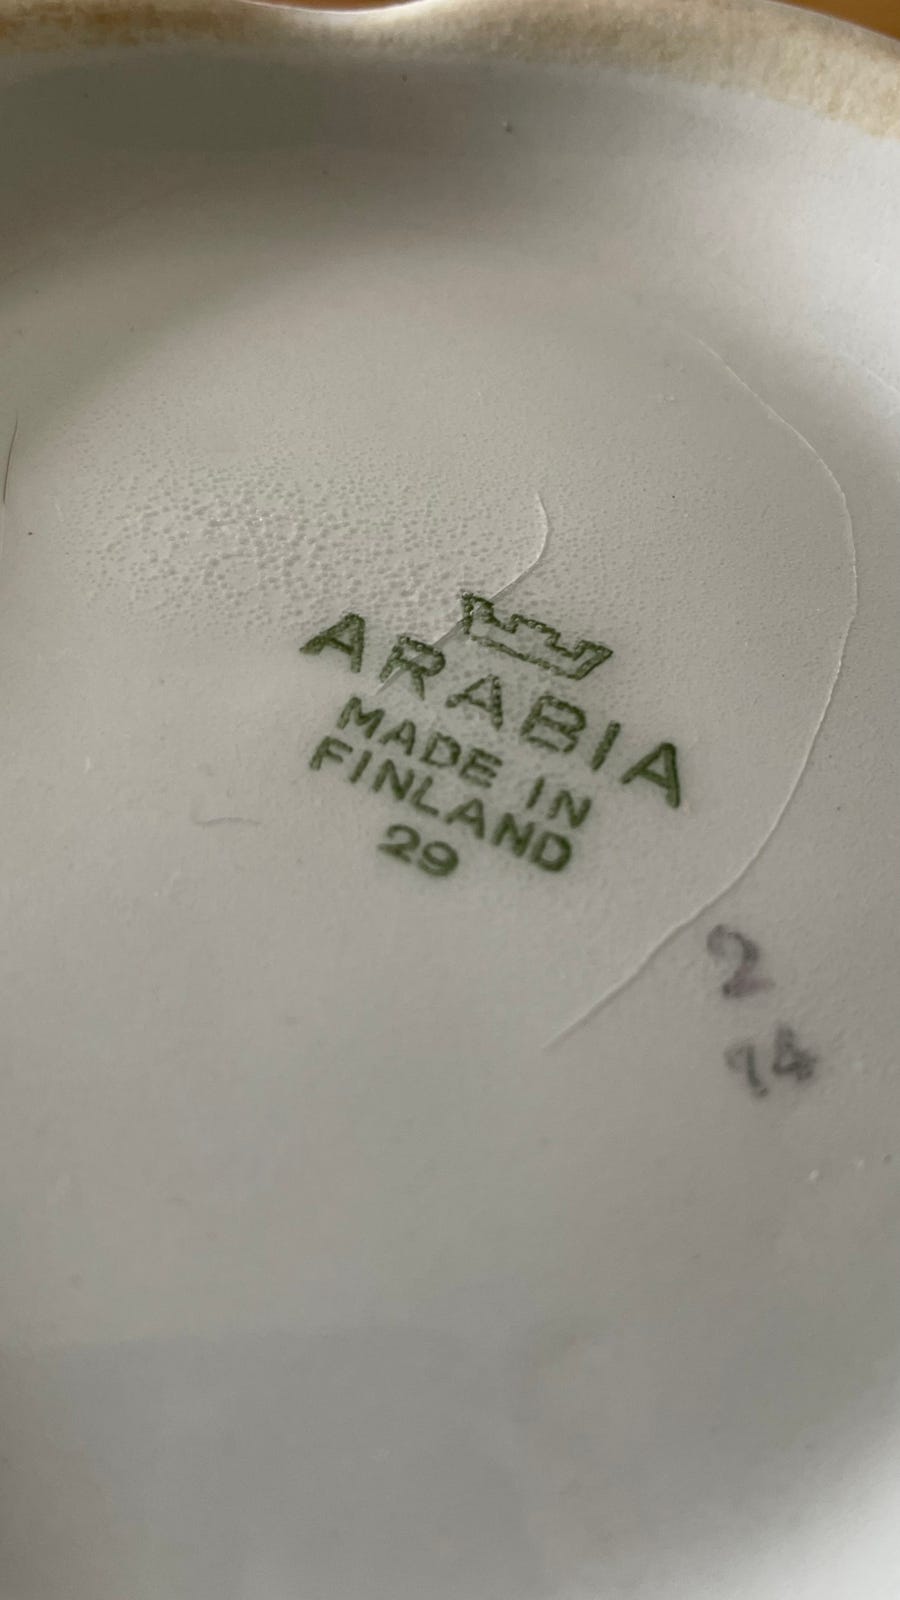 ARABIA
MADE IN
FINLAND
29
2
14